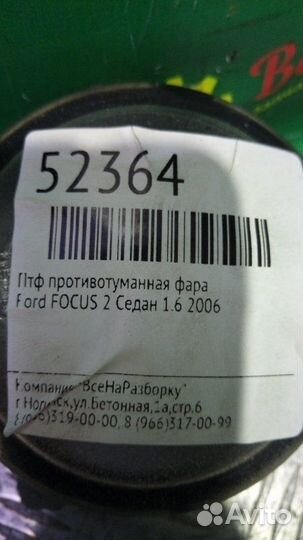 52364
Птф противотуманная фара
Ford FOCUS 2 Седан 1.6 2006
Компания "ВсеНаРазборку"
г.Ногинск,ул.Бетонная,2а,стр.6
319-00-00, 8 (966)317-00-99
Avito